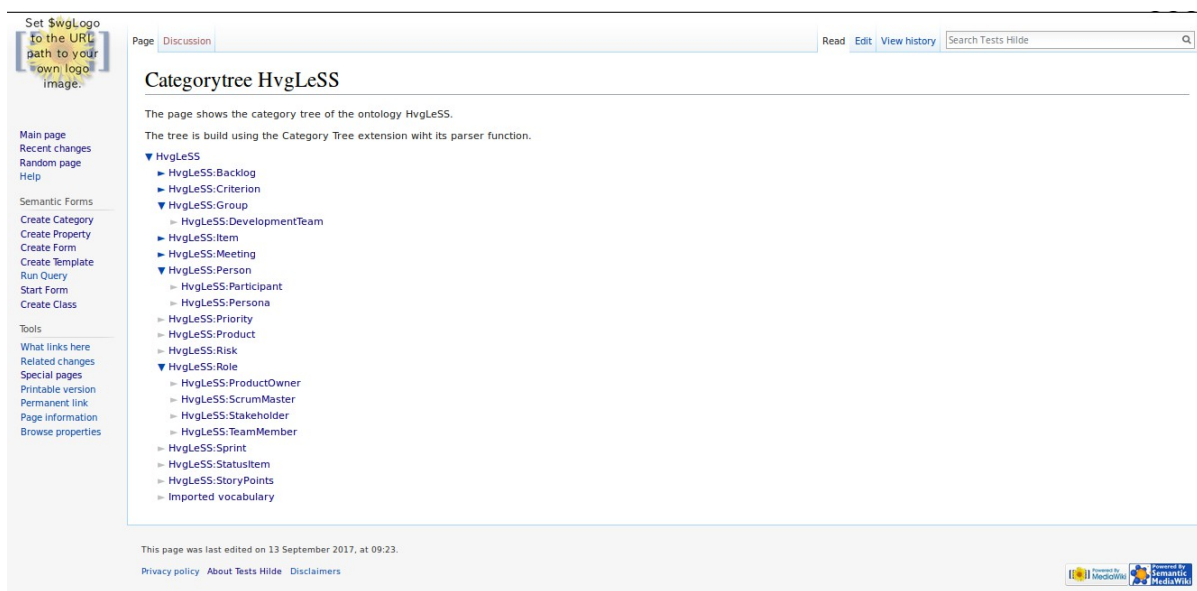 Set $wgLogo
to the URL
path to your
own logo
image.
Page Discussion
Read Edit View history Search Tests Hilde
Categorytree HvgLeSS
The page shows the category tree of the ontology HvgLeSS.
The tree is build using the Category Tree extension wiht its parser function.
▼ HvgLeSS
► HvgLeSS:Backlog
► HvgLeSS:Criterion
▼ HvgLeSS:Group
► HvgLeSS:DevelopmentTeam
► HvgLeSS:Item
► HvgLeSS:Meeting
▼ HvgLeSS:Person
► HvgLeSS:Participant
► HvgLeSS:Persona
► HvgLeSS:Priority
► HvgLeSS:Product
► HvgLeSS:Risk
▼ HvgLeSS:Role
► HvgLeSS:ProductOwner
► HvgLeSS:ScrumMaster
► HvgLeSS:Stakeholder
► HvgLeSS:TeamMember
► HvgLeSS:Sprint
► HvgLeSS:StatusItem
► HvgLeSS:StoryPoints
► Imported vocabulary
Main page
Recent changes
Random page
Help
Semantic Forms
Create Category
Create Property
Create Form
Create Template
Run Query
Start Form
Create Class
Tools
What links here
Related changes
Special pages
Printable version
Permanent link
Page information
Browse properties
This page was last edited on 13 September 2017, at 09:23.
Privacy policy About Tests Hilde Disclaimers
Powered By
MediaWiki
Powered By
Semantic
MediaWiki